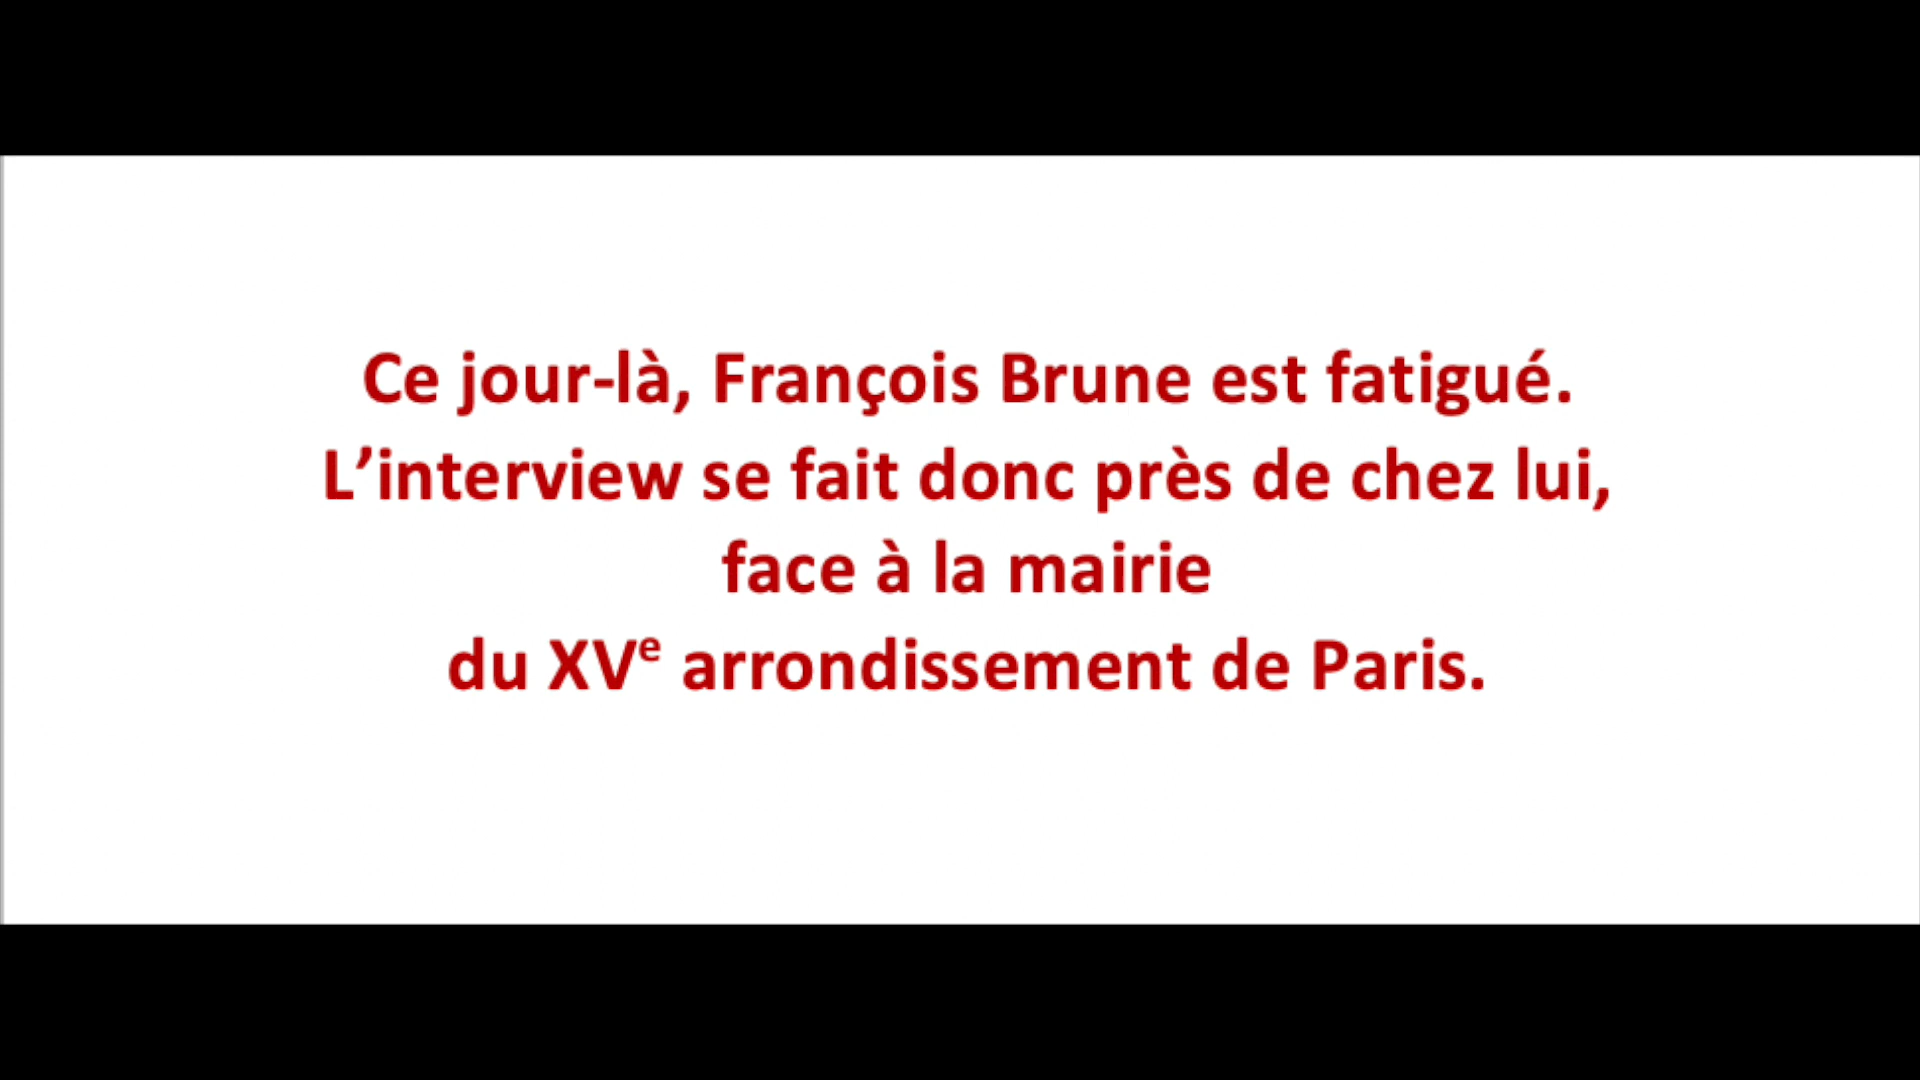 Ce jour-là, François Brune est fatigué.
L’interview se fait donc près de chez lui,
face à la mairie
du XVᵉ arrondissement de Paris.